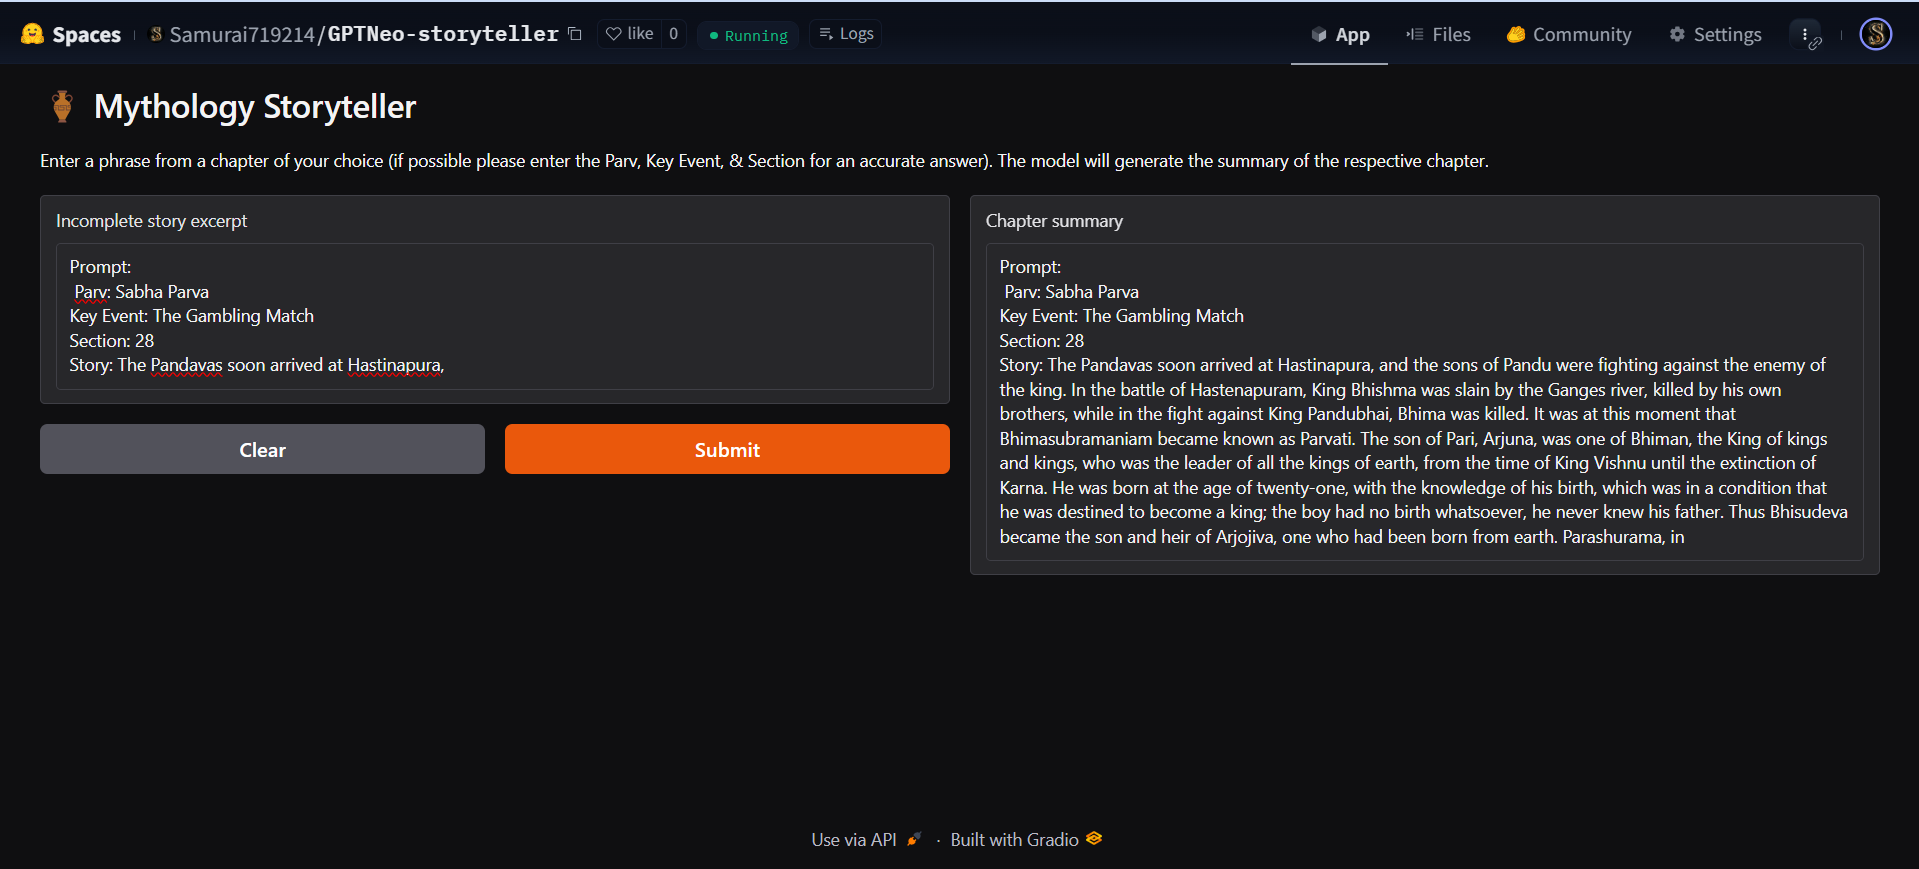 Spaces Samurai719214/GPTNeo-storyteller like 0 Running Logs App Files Community Settings
Mythology Storyteller
Enter a phrase from a chapter of your choice (if possible please enter the Parv, Key Event, & Section for an accurate answer). The model will generate the summary of the respective chapter.
Incomplete story excerpt
Prompt:
Parv: Sabha Parva
Key Event: The Gambling Match
Section: 28
Story: The Pandavas soon arrived at Hastinapura,
Clear Submit
Chapter summary
Prompt:
Parv: Sabha Parva
Key Event: The Gambling Match
Section: 28
Story: The Pandavas soon arrived at Hastinapura, and the sons of Pandu were fighting against the enemy of
the king. In the battle of Hastenapuram, King Bhishma was slain by the Ganges river, killed by his own
brothers, while in the fight against King Pandubhai, Bhima was killed. It was at this moment that
Bhimasubramaniam became known as Parvati. The son of Pari, Arjuna, was one of Bhiman, the King of kings
and kings, who was the leader of all the kings of earth, from the time of King Vishnu until the extinction of
Karna. He was born at the age of twenty-one, with the knowledge of his birth, which was in a condition that
he was destined to become a king; the boy had no birth whatsoever, he never knew his father. Thus Bhisudeva
became the son and heir of Arjojiva, one who had been born from earth. Parashurama, in
Use via API · Built with Gradio